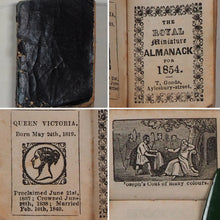 THE
ROYAL
Miniature
ALMANACK
FOR
1854.
T. Goode,
Aylesbury-street.
QUEEN VICTORIA,
Born May 24th, 1819.
Proclaimed June 21st,
1837; Crowned June
28th, 1838; Married
Feb. 10th, 1840.
Joseph's Coat of many colours.